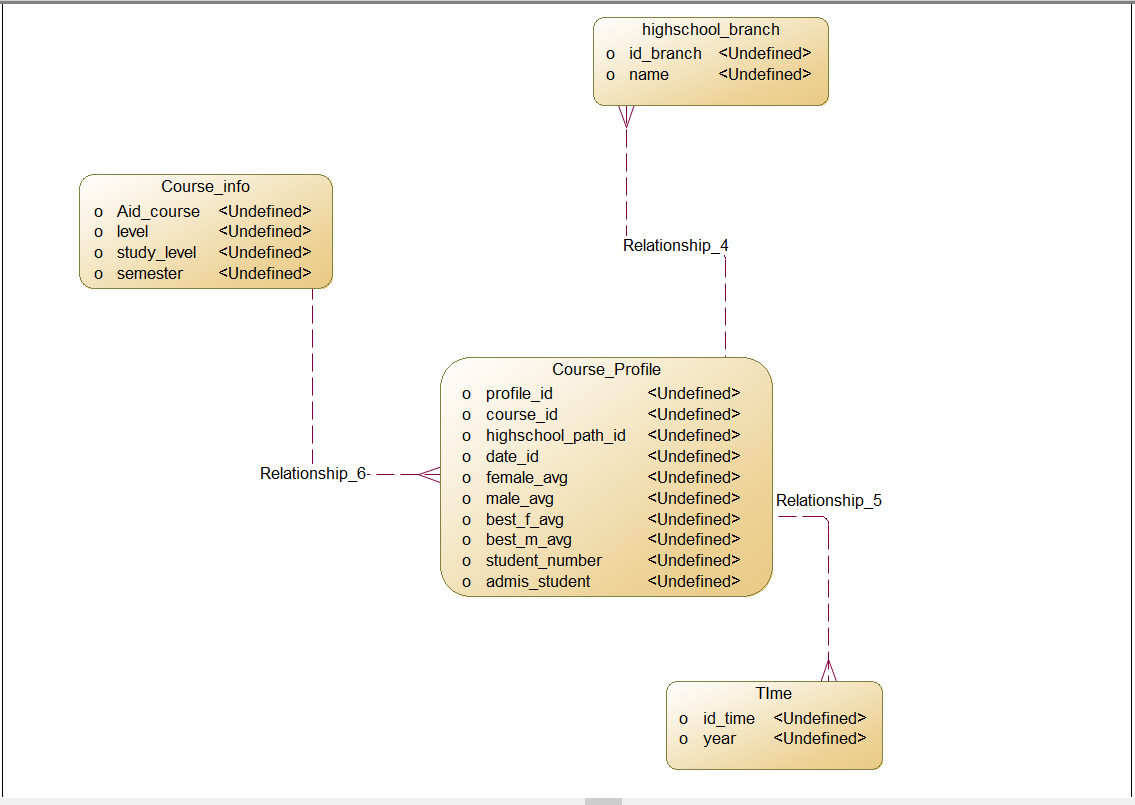 highschool_branch
o id_branch <Undefined>
o name <Undefined>
Course_info
o Aid_course <Undefined>
o level <Undefined>
o study_level <Undefined>
o semester <Undefined>
Relationship_4
Course_Profile
o profile_id <Undefined>
o course_id <Undefined>
o highschool_path_id <Undefined>
o date_id <Undefined>
o female_avg <Undefined>
o male_avg <Undefined>
o best_f_avg <Undefined>
o best_m_avg <Undefined>
o student_number <Undefined>
o admis_student <Undefined>
Relationship_6
Relationship_5
TIme
o id_time <Undefined>
o year <Undefined>